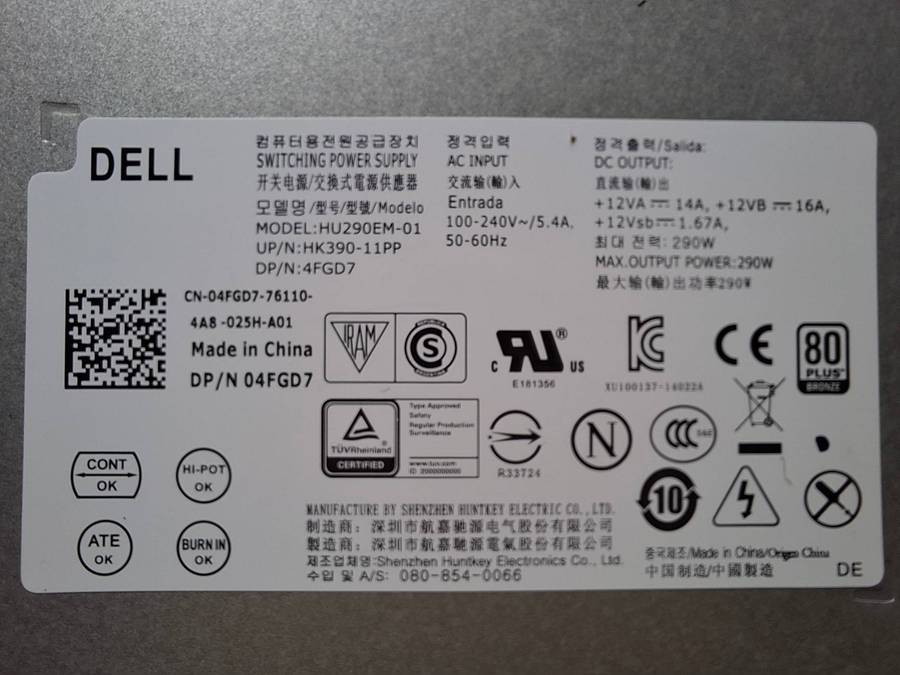 DELL
컴퓨터용전원공급장치
SWITCHING POWER SUPPLY
开关电源/交換式電源供應器
모델명/型号/型號/Modelo
MODEL:HU290EM-01
UP/N:HK390-11PP
DP/N:4FGD7
정격입력
AC INPUT
交流输(輸)入
Entrada
100-240V~/5.4A,
50-60Hz
정격출력/Salida:
DC OUTPUT:
直流输(輸)出
+12VA ⎓ 14A, +12VB ⎓ 16A,
+12Vsb ⎓ 1.67A,
최대 전력: 290W
MAX.OUTPUT POWER:290W
最大输(輸)出功率290W
CN-04FGD7-76110-
4A8 -025H-A01
Made in China
DP/N 04FGD7
IRAM
S
c UR ® US
E181356
KC
XU100137-14022A
CE
80
PLUS
BRONZE
TÜVRheinland
CERTIFIED
Type Approved
Safety
Regular Production
Surveillance
www.tuv.com
ID 2000000000
R33724
N
CCC S&E
10
CONT
OK
HI-POT
OK
ATE
OK
BURN IN
OK
MANUFACTURE BY SHENZHEN HUNTKEY ELECTRIC CO., LTD.
制造商: 深圳市航嘉驰源电气股份有限公司
製造商: 深圳市航嘉馳源電氣股份有限公司
제조업체명:Shenzhen Huntkey Electronics Co., Ltd.
수입 및 A/S: 080-854-0066
중국제조/Made in China/Origen China
中国制造/中國製造
DE